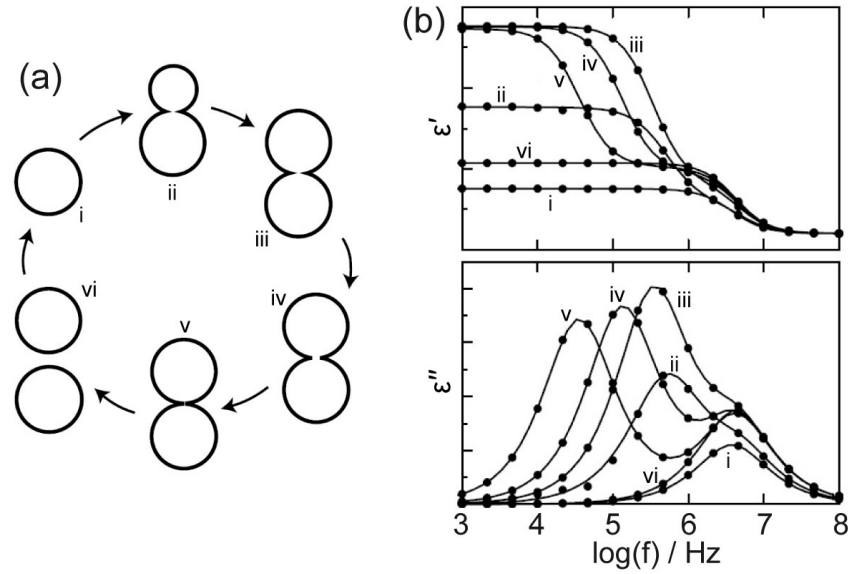 (a)
i
ii
iii
iv
v
vi
(b)
iii
iv
v
ii
vi
i
ε'
v
iv
iii
ii
vi
i
ε"
3 4 5 6 7 8
log(f) / Hz